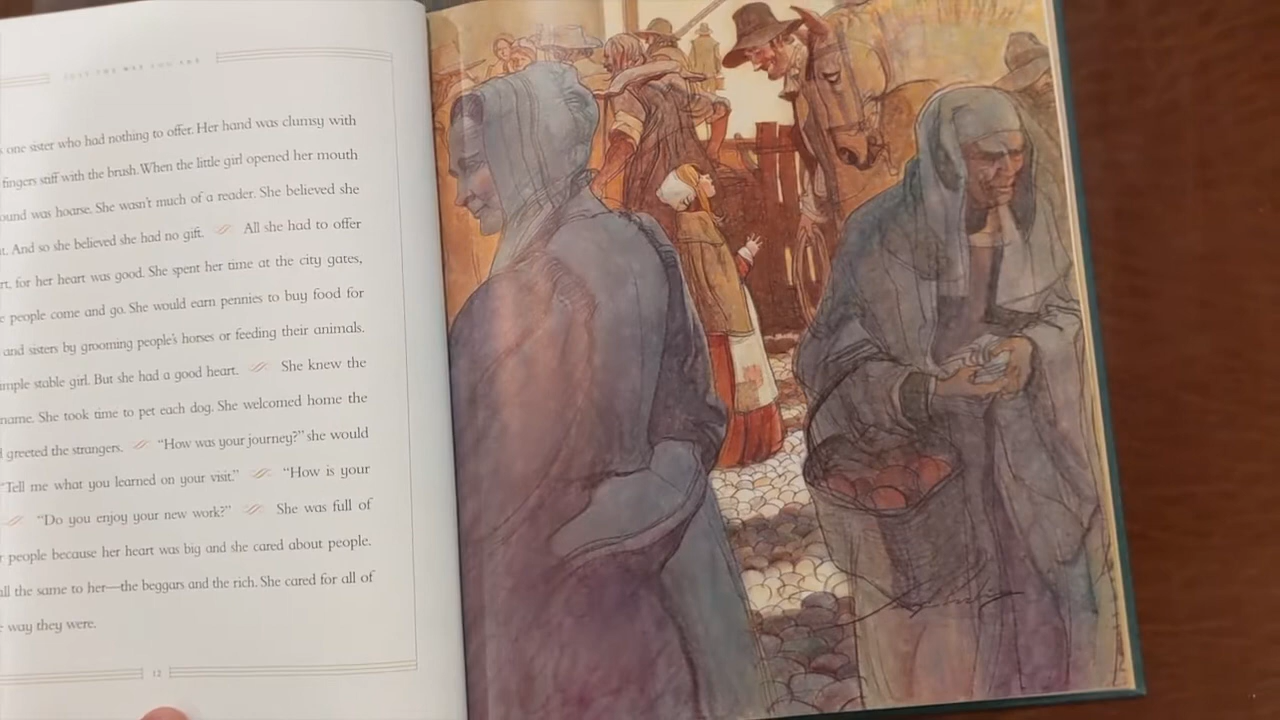 JUST THE WAY YOU ARE
one sister who had nothing to offer. Her hand was clumsy with
fingers stiff with the brush. When the little girl opened her mouth
ound was hoarse. She wasn't much of a reader. She believed she
t. And so she believed she had no gift. All she had to offer
rt, for her heart was good. She spent her time at the city gates,
e people come and go. She would earn pennies to buy food for
and sisters by grooming people's horses or feeding their animals.
imple stable girl. But she had a good heart. She knew the
name. She took time to pet each dog. She welcomed home the
greeted the strangers. “How was your journey?” she would
“Tell me what you learned on your visit.” “How is your
“Do you enjoy your new work?” She was full of
r people because her heart was big and she cared about people.
all the same to her—the beggars and the rich. She cared for all of
e way they were.
12